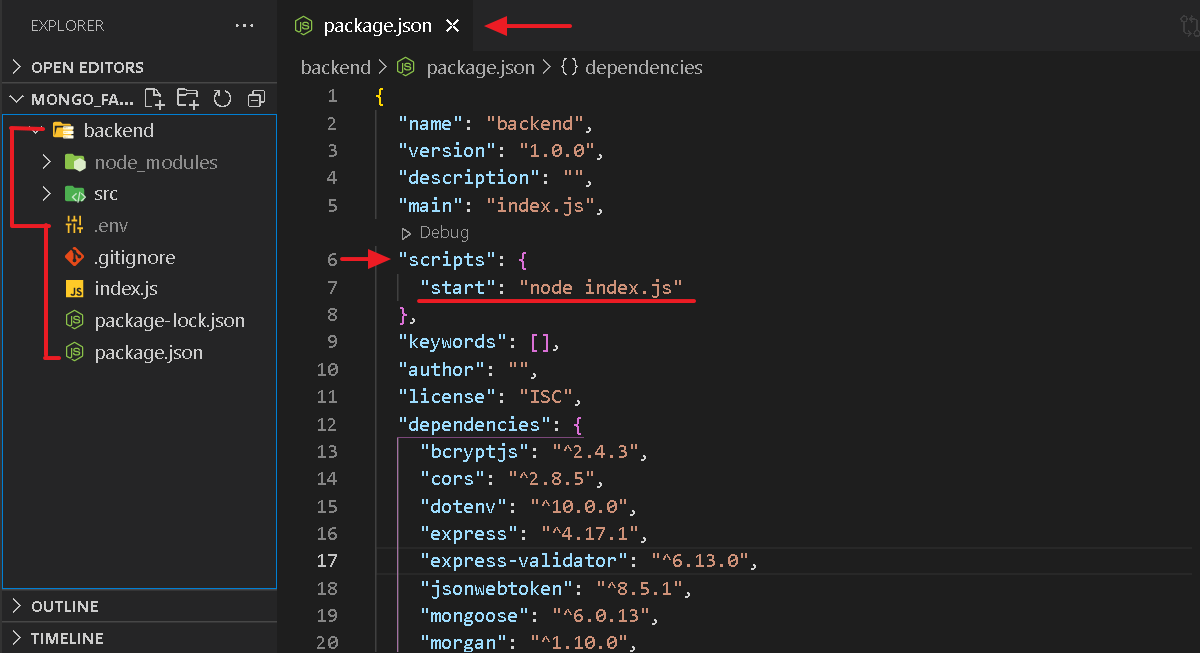 EXPLORER ···
OPEN EDITORS
MONGO_FA...
backend
node_modules
src
.env
.gitignore
JS index.js
JS package-lock.json
JS package.json
JS package.json
backend > JS package.json > {} dependencies
1 {
2 "name": "backend",
3 "version": "1.0.0",
4 "description": "",
5 "main": "index.js",
Debug
6 "scripts": {
7 "start": "node index.js"
8 },
9 "keywords": [],
10 "author": "",
11 "license": "ISC",
12 "dependencies": {
13 "bcryptjs": "^2.4.3",
14 "cors": "^2.8.5",
15 "dotenv": "^10.0.0",
16 "express": "^4.17.1",
17 "express-validator": "^6.13.0",
18 "jsonwebtoken": "^8.5.1",
19 "mongoose": "^6.0.13",
20 "morgan": "^1.10.0",
OUTLINE
TIMELINE